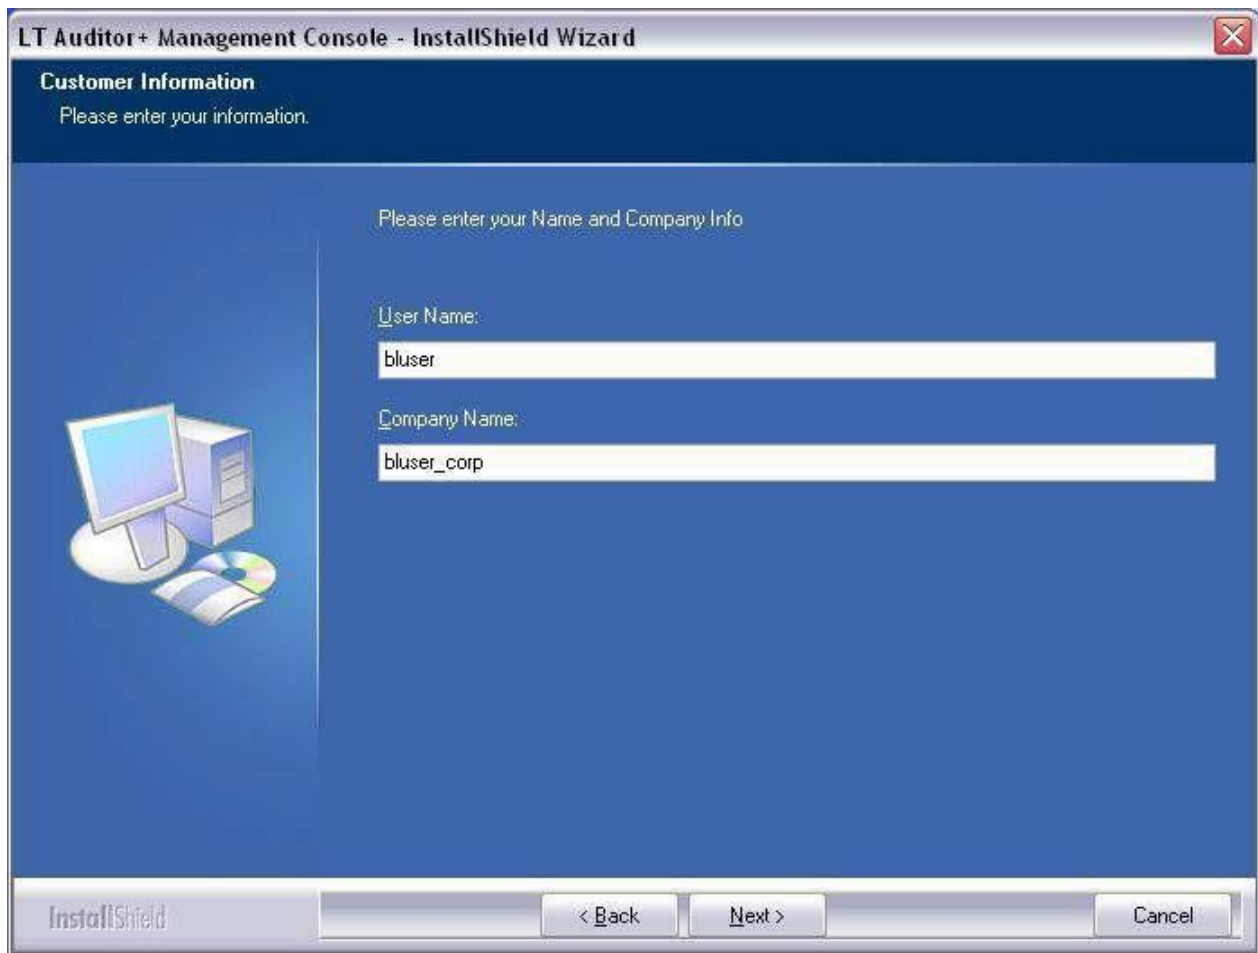 LT Auditor+ Management Console - InstallShield Wizard
Customer Information
Please enter your information.
Please enter your Name and Company Info
User Name:
bluser
Company Name:
bluser_corp
InstallShield
< Back
Next >
Cancel